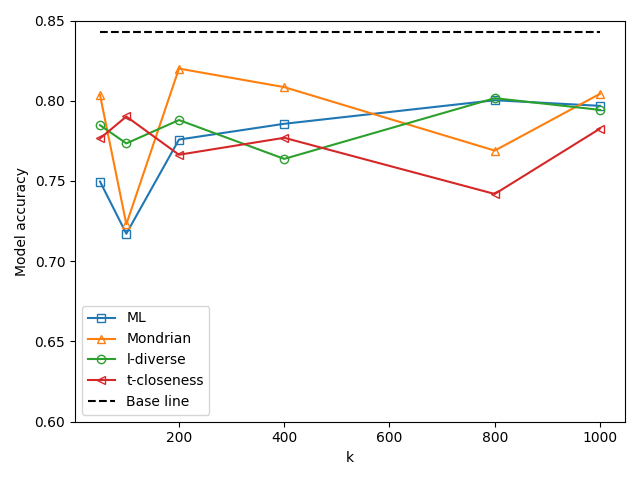 0.85
0.80
0.75
0.70
0.65
0.60
Model accuracy
ML
Mondrian
l-diverse
t-closeness
Base line
200 400 600 800 1000
k